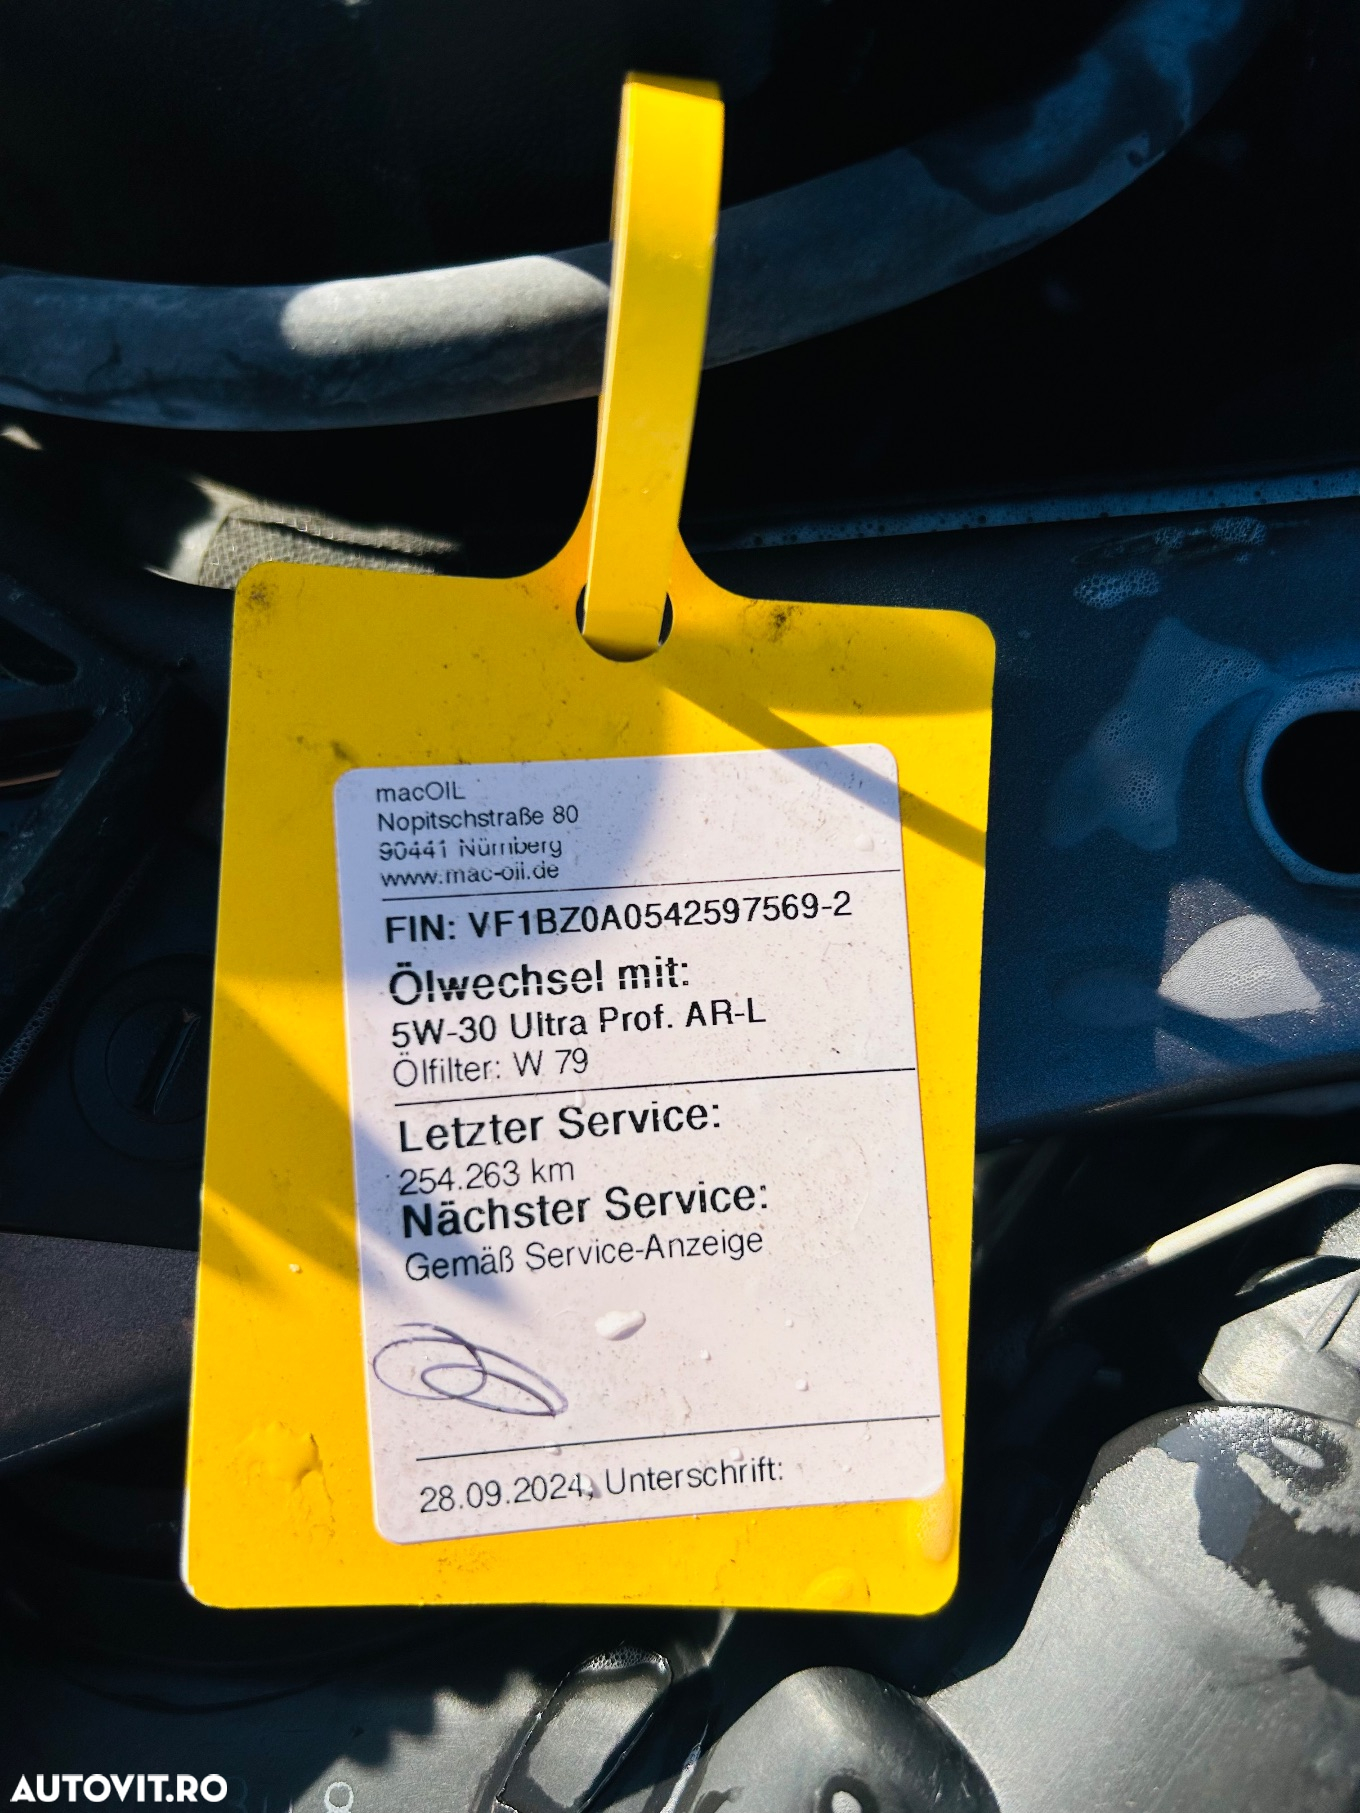 macOIL
Nopitschstraße 80
90441 Nürnberg
www.mac-oil.de
FIN: VF1BZ0A0542597569-2
Ölwechsel mit:
5W-30 Ultra Prof. AR-L
Ölfilter: W 79
Letzter Service:
254.263 km
Nächster Service:
Gemäß Service-Anzeige
28.09.2024, Unterschrift:
AUTOVIT.RO